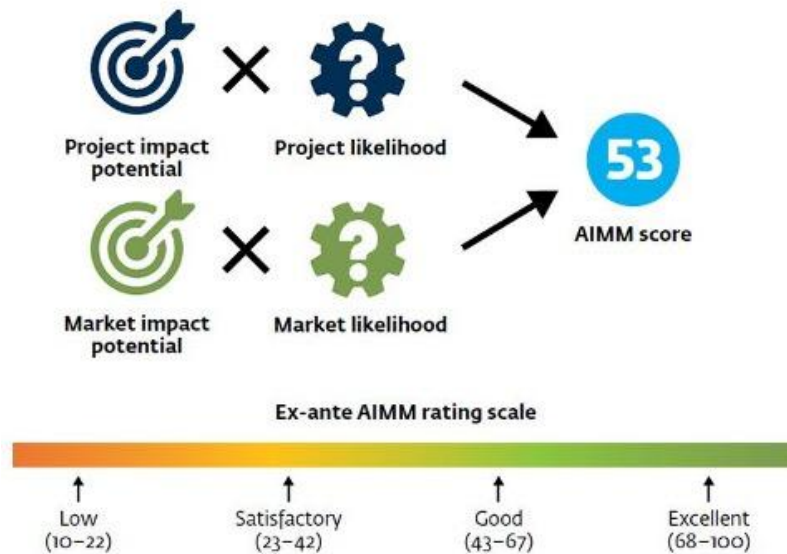 ?
Project impact
potential
Project likelihood
53
AIMM score
?
Market impact
potential
Market likelihood
Ex-ante AIMM rating scale
Low
(10–22)
Satisfactory
(23–42)
Good
(43–67)
Excellent
(68–100)